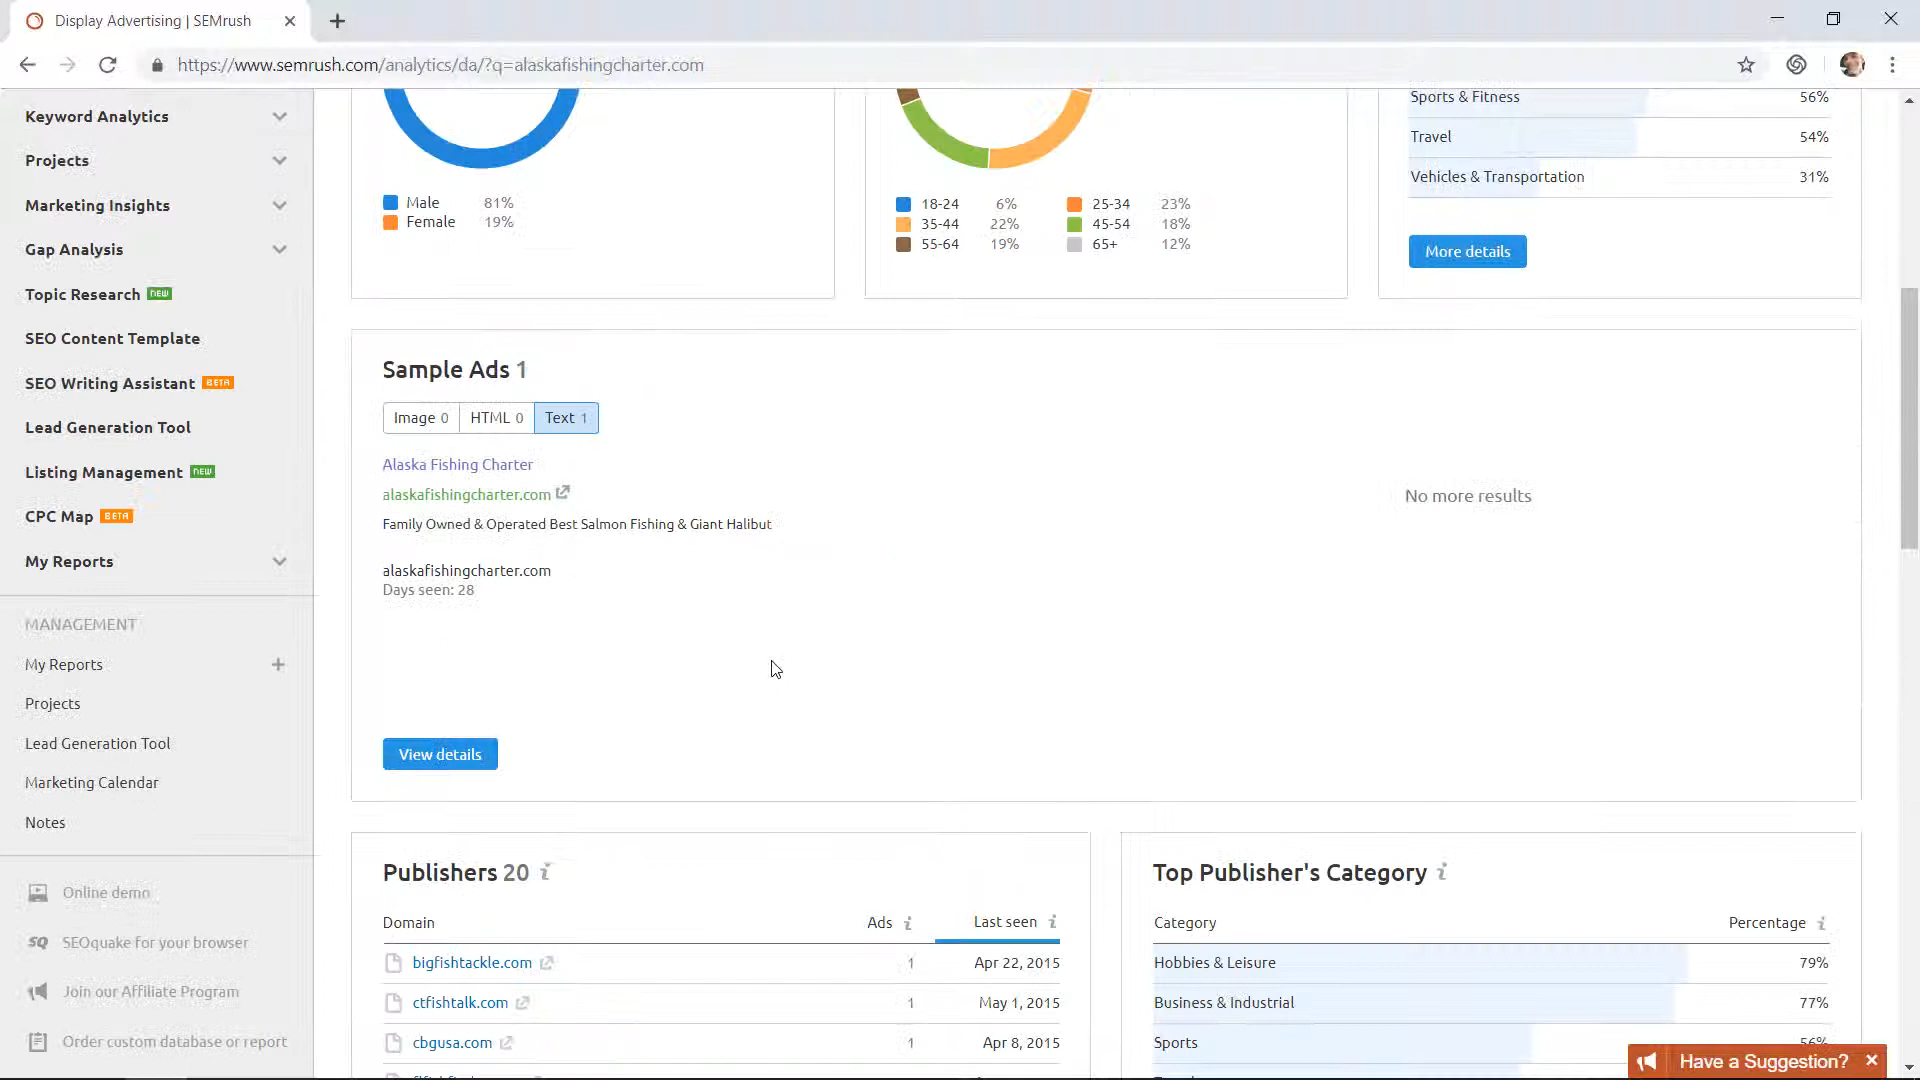 Display Advertising | SEMrush
https://www.semrush.com/analytics/da/?q=alaskafishingcharter.com
Keyword Analytics
Projects
Marketing Insights
Gap Analysis
Topic Research NEW
SEO Content Template
SEO Writing Assistant BETA
Lead Generation Tool
Listing Management NEW
CPC Map BETA
My Reports
MANAGEMENT
My Reports +
Projects
Lead Generation Tool
Marketing Calendar
Notes
Online demo
SQ SEOquake for your browser
Join our Affiliate Program
Order custom database or report
Male 81%
Female 19%
18-24 6% 25-34 23%
35-44 22% 45-54 18%
55-64 19% 65+ 12%
Sports & Fitness 56%
Travel 54%
Vehicles & Transportation 31%
More details
Sample Ads 1
Image 0 HTML 0 Text 1
Alaska Fishing Charter
alaskafishingcharter.com
Family Owned & Operated Best Salmon Fishing & Giant Halibut
alaskafishingcharter.com
Days seen: 28
No more results
View details
Publishers 20 i
Domain Ads i Last seen i
bigfishtackle.com 1 Apr 22, 2015
ctfishtalk.com 1 May 1, 2015
cbgusa.com 1 Apr 8, 2015
Top Publisher's Category i
Category Percentage i
Hobbies & Leisure 79%
Business & Industrial 77%
Sports 56%
Have a Suggestion?